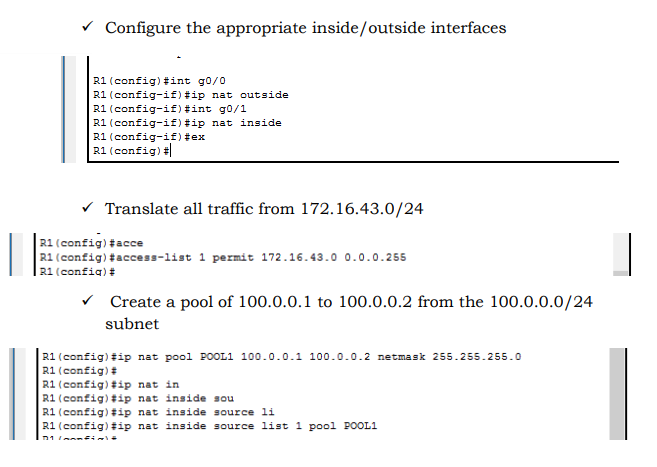 ✓ Configure the appropriate inside/outside interfaces
R1(config)#int g0/0
R1(config-if)#ip nat outside
R1(config-if)#int g0/1
R1(config-if)#ip nat inside
R1(config-if)#ex
R1(config)#
✓ Translate all traffic from 172.16.43.0/24
R1(config)#acce
R1(config)#access-list 1 permit 172.16.43.0 0.0.0.255
R1(config)#
✓ Create a pool of 100.0.0.1 to 100.0.0.2 from the 100.0.0.0/24
subnet
R1(config)#ip nat pool POOL1 100.0.0.1 100.0.0.2 netmask 255.255.255.0
R1(config)#
R1(config)#ip nat in
R1(config)#ip nat inside sou
R1(config)#ip nat inside source li
R1(config)#ip nat inside source list 1 pool POOL1
R1(config)#